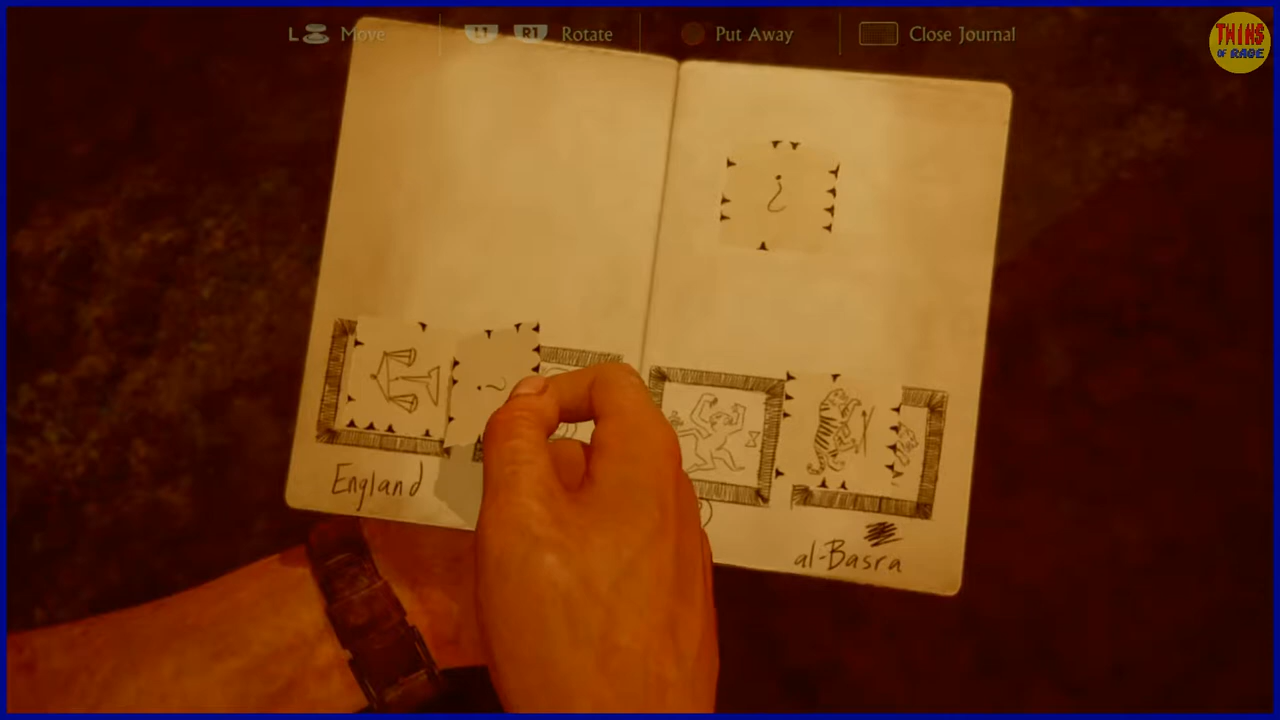 L Move L1 R1 Rotate Put Away Close Journal
TWINS
OF RAGE
¿
¿
England
al-Basra